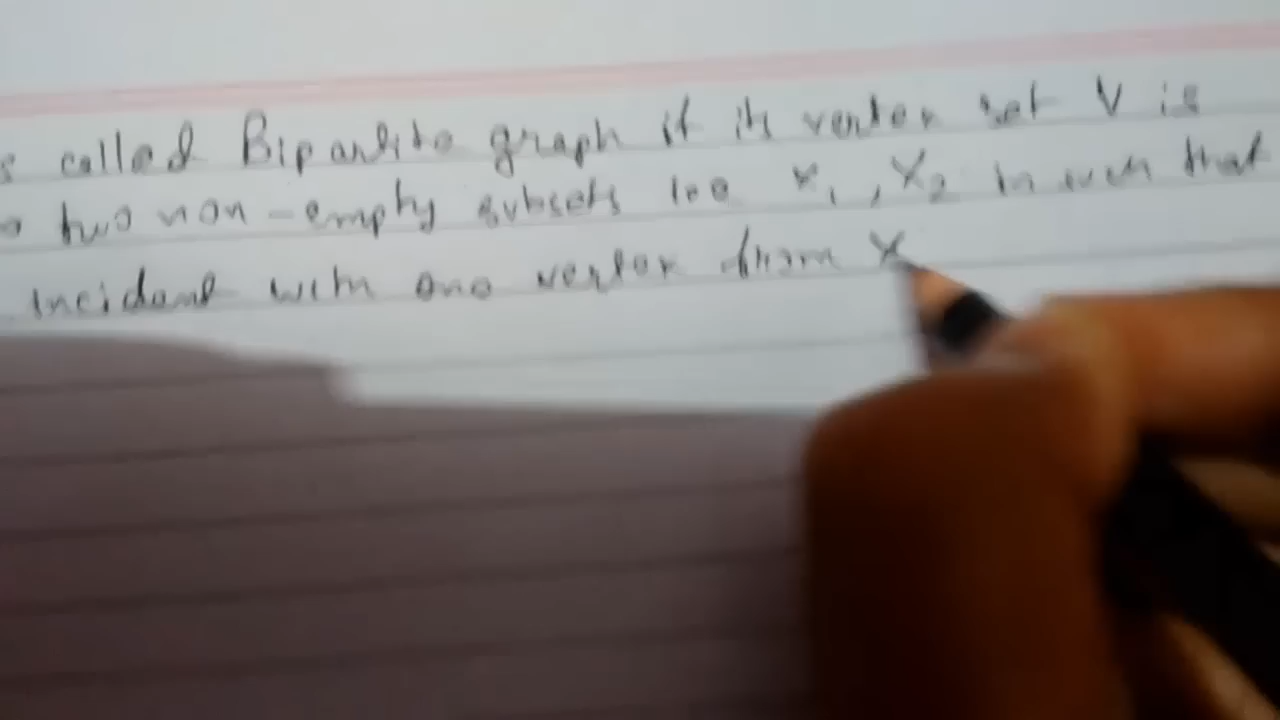 s called Bipartite graph if its vertex set V is
o two non-empty subsets X₁, X₂ in such that
incident with one vertex from X